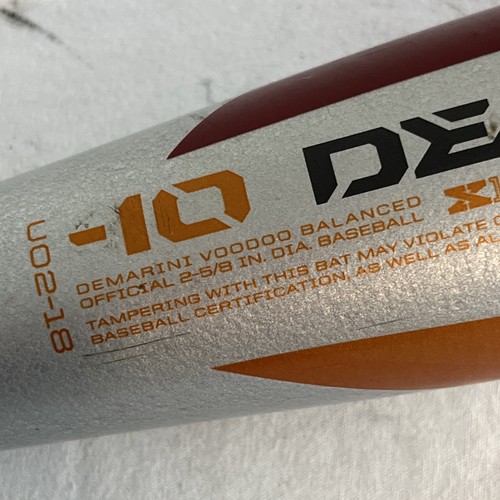 -10 DE
DEMARINI VOODOO BALANCED
OFFICIAL 2-5/8 IN. DIA. BASEBALL
TAMPERING WITH THIS BAT MAY VIOLATE
BASEBALL CERTIFICATION, AS WELL AS
UO2-18